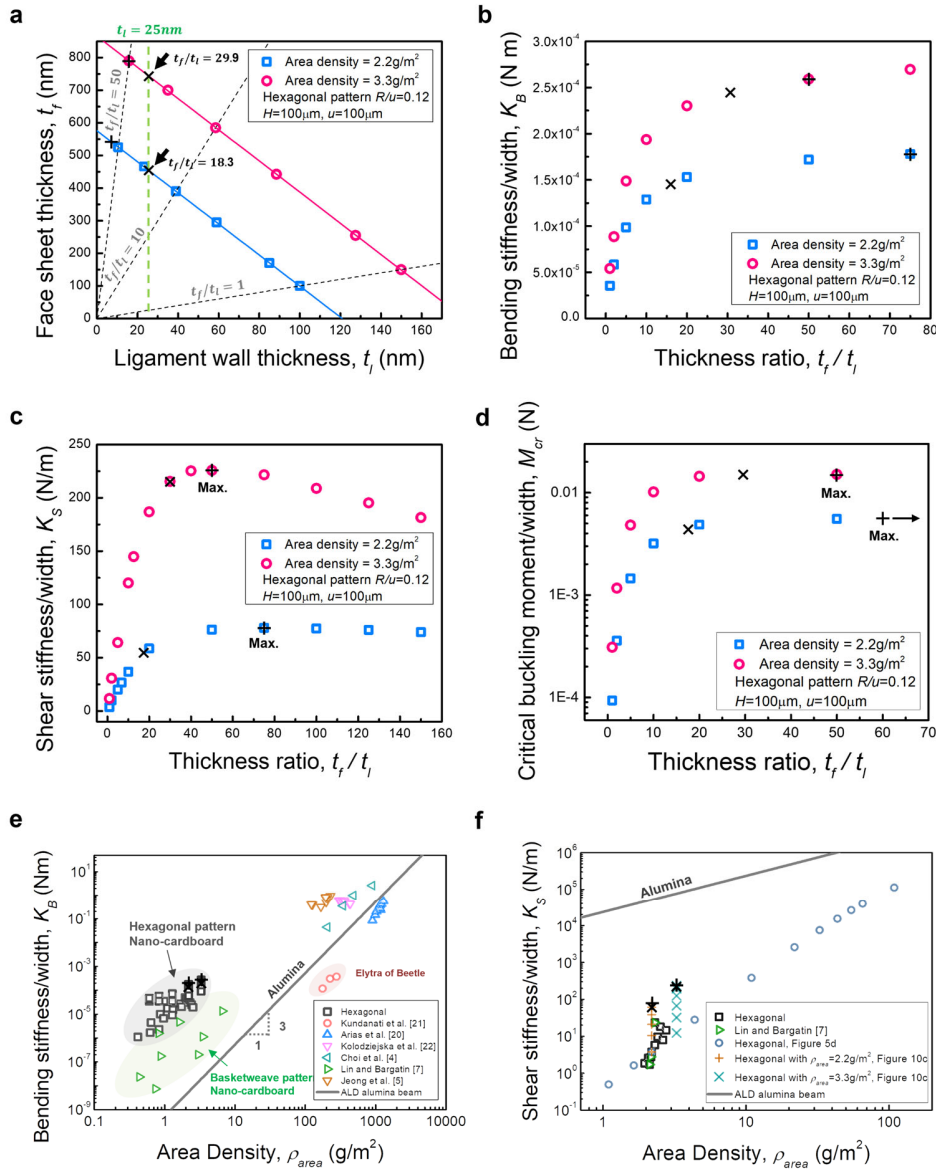 a
t_l = 25nm
t_f/t_l = 29.9
Area density = 2.2g/m²
Area density = 3.3g/m²
Hexagonal pattern R/u=0.12
H=100μm, u=100μm
t_f/t_l = 50
t_f/t_l = 18.3
t_f/t_l = 10
t_f/t_l = 1
Face sheet thickness, t_f (nm)
800
700
600
500
400
300
200
100
0
0 20 40 60 80 100 120 140 160
Ligament wall thickness, t_l (nm)
b
Bending stiffness/width, K_B (N m)
3.0x10⁻⁴
2.5x10⁻⁴
2.0x10⁻⁴
1.5x10⁻⁴
1.0x10⁻⁴
5.0x10⁻⁵
0.0
Area density = 2.2g/m²
Area density = 3.3g/m²
Hexagonal pattern R/u=0.12
H=100μm, u=100μm
0 10 20 30 40 50 60 70 80
Thickness ratio, t_f / t_l
c
Shear stiffness/width, K_S (N/m)
250
200
150
100
50
0
Max.
Area density = 2.2g/m²
Area density = 3.3g/m²
Hexagonal pattern R/u=0.12
H=100μm, u=100μm
Max.
0 20 40 60 80 100 120 140 160
Thickness ratio, t_f / t_l
d
Critical buckling moment/width, M_cr (N)
0.01
1E-3
1E-4
Max.
Max.
Area density = 2.2g/m²
Area density = 3.3g/m²
Hexagonal pattern R/u=0.12
H=100μm, u=100μm
0 10 20 30 40 50 60 70
Thickness ratio, t_f / t_l
e
Bending stiffness/width, K_B (Nm)
10¹
10⁻¹
10⁻³
10⁻⁵
10⁻⁷
10⁻⁹
Hexagonal pattern
Nano-cardboard
Alumina
Elytra of Beetle
3
1
Basketweave pattern
Nano-cardboard
Hexagonal
Kundanati et al. [21]
Arias et al. [20]
Kolodziejska et al. [22]
Choi et al. [4]
Lin and Bargatin [7]
Jeong et al. [5]
ALD alumina beam
0.1 1 10 100 1000 10000
Area Density, ρ_area (g/m²)
f
Shear stiffness/width, K_S (N/m)
10⁶
10⁵
10⁴
10³
10²
10¹
10⁰
10⁻¹
Alumina
Hexagonal
Lin and Bargatin [7]
Hexagonal, Figure 5d
Hexagonal with ρ_area=2.2g/m², Figure 10c
Hexagonal with ρ_area=3.3g/m², Figure 10c
ALD alumina beam
1 10 100
Area Density, ρ_area (g/m²)